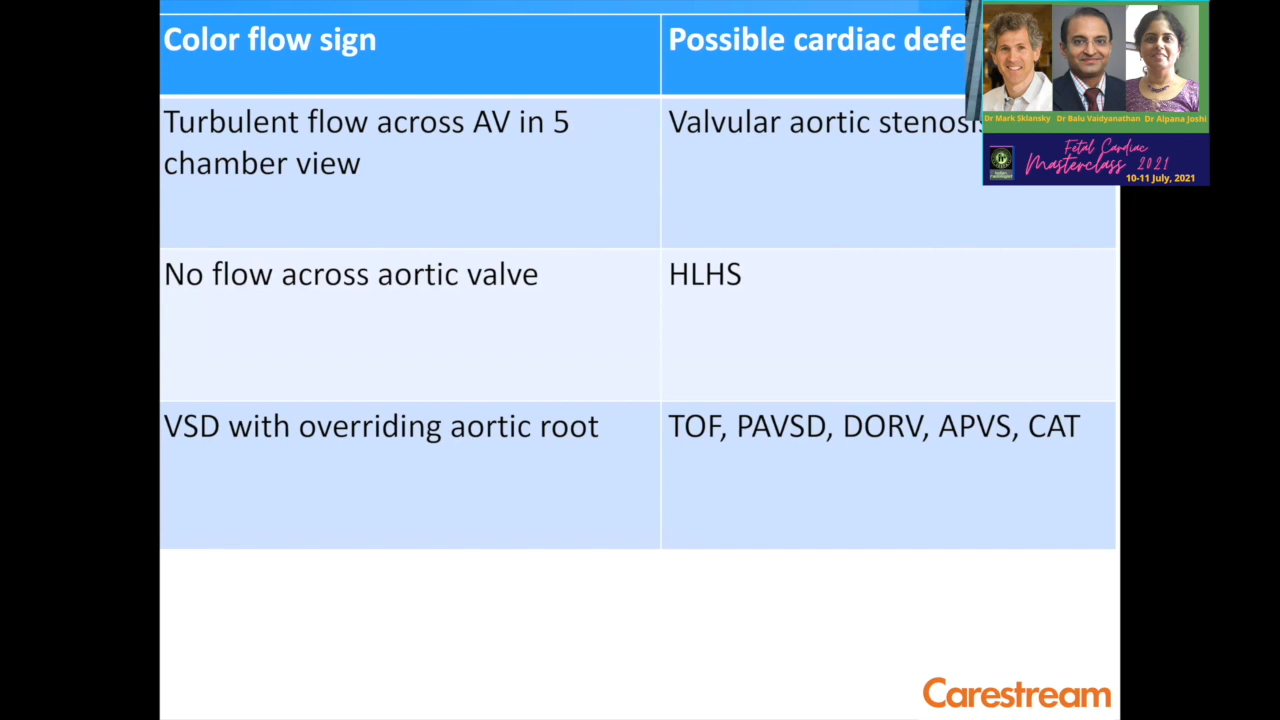 Color flow sign
Possible cardiac defe
Turbulent flow across AV in 5
chamber view
Valvular aortic stenosis
No flow across aortic valve
HLHS
VSD with overriding aortic root
TOF, PAVSD, DORV, APVS, CAT
Dr Mark Sklansky Dr Balu Vaidyanathan Dr Alpana Joshi
Fetal Cardiac
Masterclass 2021
10-11 July, 2021
Carestream